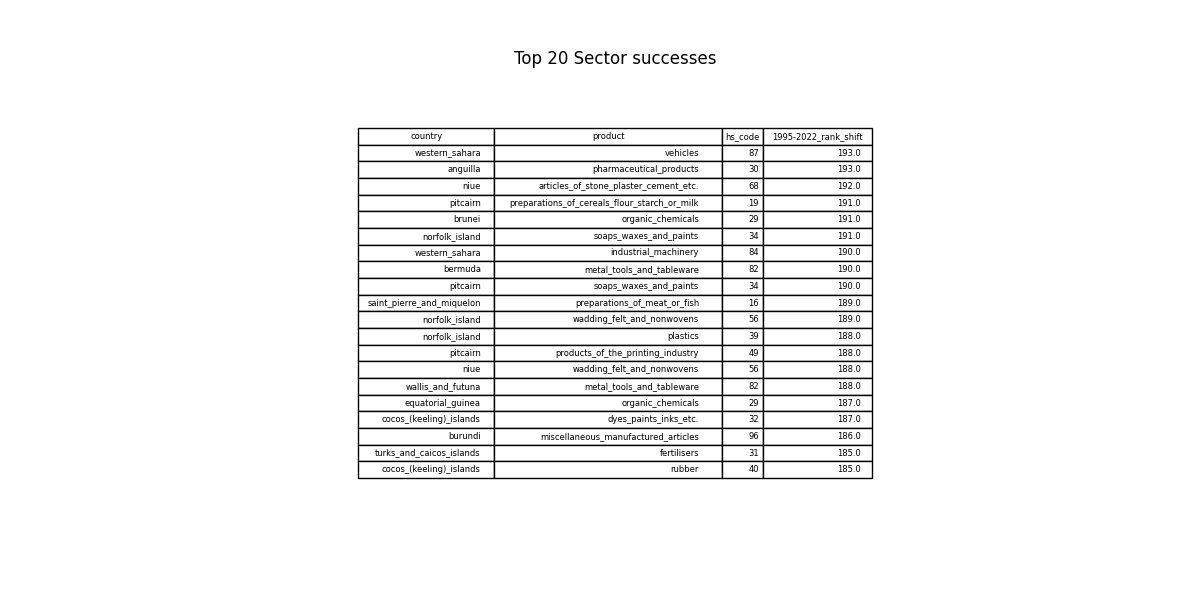 Top 20 Sector successes
country product hs_code 1995-2022_rank_shift
western_sahara vehicles 87 193.0
anguilla pharmaceutical_products 30 193.0
niue articles_of_stone_plaster_cement_etc. 68 192.0
pitcairn preparations_of_cereals_flour_starch_or_milk 19 191.0
brunei organic_chemicals 29 191.0
norfolk_island soaps_waxes_and_paints 34 191.0
western_sahara industrial_machinery 84 190.0
bermuda metal_tools_and_tableware 82 190.0
pitcairn soaps_waxes_and_paints 34 190.0
saint_pierre_and_miquelon preparations_of_meat_or_fish 16 189.0
norfolk_island wadding_felt_and_nonwovens 56 189.0
norfolk_island plastics 39 188.0
pitcairn products_of_the_printing_industry 49 188.0
niue wadding_felt_and_nonwovens 56 188.0
wallis_and_futuna metal_tools_and_tableware 82 188.0
equatorial_guinea organic_chemicals 29 187.0
cocos_(keeling)_islands dyes_paints_inks_etc. 32 187.0
burundi miscellaneous_manufactured_articles 96 186.0
turks_and_caicos_islands fertilisers 31 185.0
cocos_(keeling)_islands rubber 40 185.0